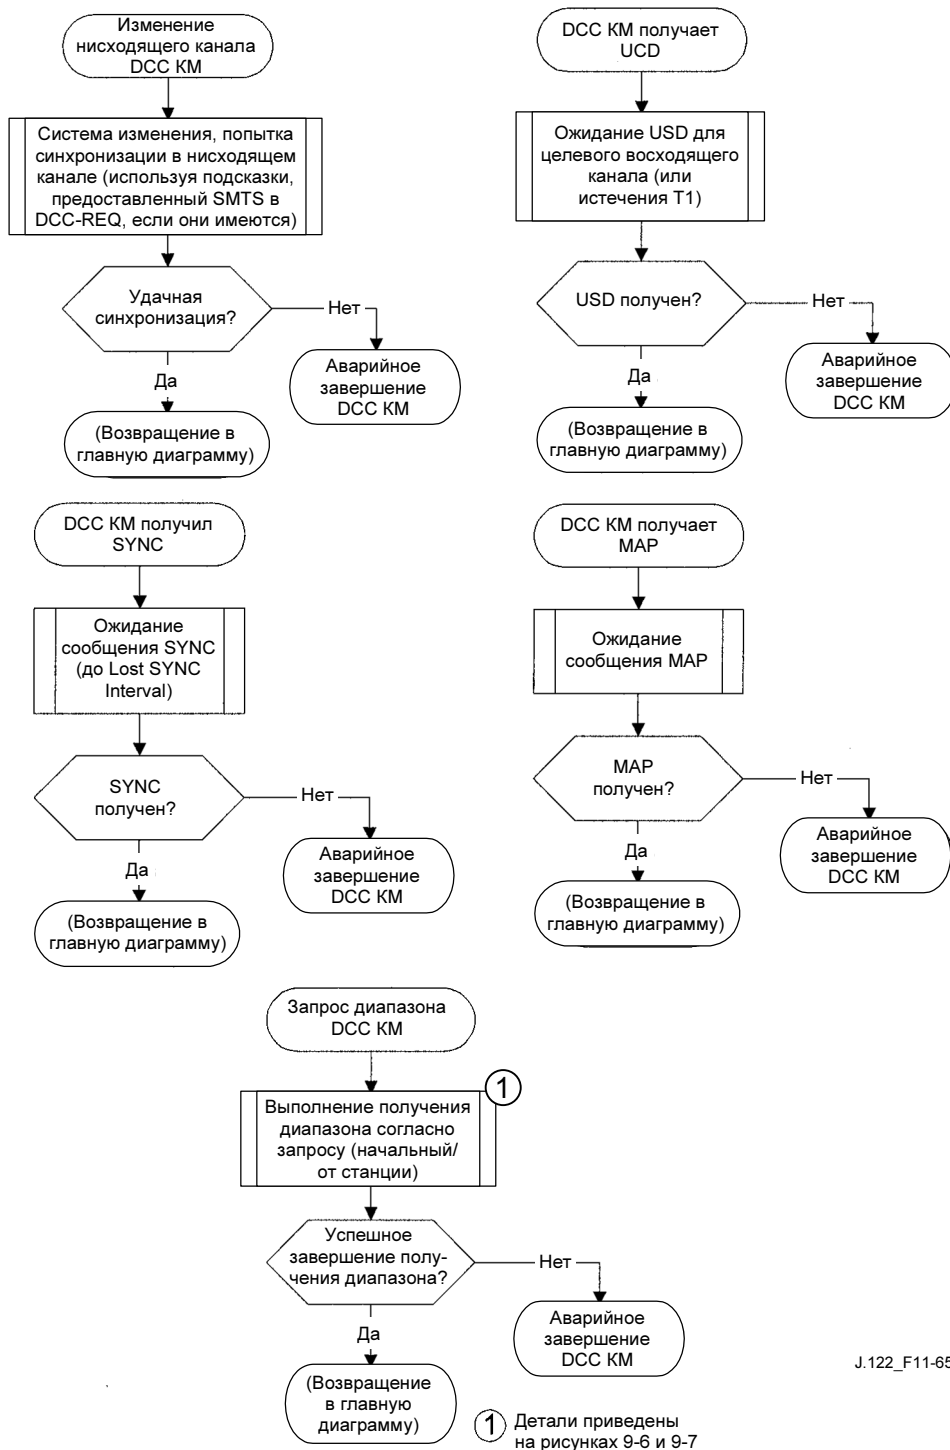 Изменение
нисходящего канала
DCC КМ
Система изменения, попытка
синхронизации в нисходящем
канале (используя подсказки,
предоставленный SMTS в
DCC-REQ, если они имеются)
Удачная
синхронизация?
Нет
Аварийное
завершение
DCC КМ
Да
(Возвращение в
главную диаграмму)
DCC КМ получает
UCD
Ожидание USD для
целевого восходящего
канала (или
истечения T1)
USD получен?
Нет
Аварийное
завершение
DCC КМ
Да
(Возвращение в
главную диаграмму)
DCC КМ получил
SYNC
Ожидание
сообщения SYNC
(до Lost SYNC
Interval)
SYNC
получен?
Нет
Аварийное
завершение
DCC КМ
Да
(Возвращение в
главную диаграмму)
DCC КМ получает
MAP
Ожидание
сообщения MAP
MAP
получен?
Нет
Аварийное
завершение
DCC КМ
Да
(Возвращение в
главную диаграмму)
Запрос диапазона
DCC КМ
1
Выполнение получения
диапазона согласно
запросу (начальный/
от станции)
Успешное
завершение полу-
чения диапазона?
Нет
Аварийное
завершение
DCC КМ
Да
(Возвращение
в главную
диаграмму)
1 Детали приведены
на рисунках 9-6 и 9-7
J.122_F11-65